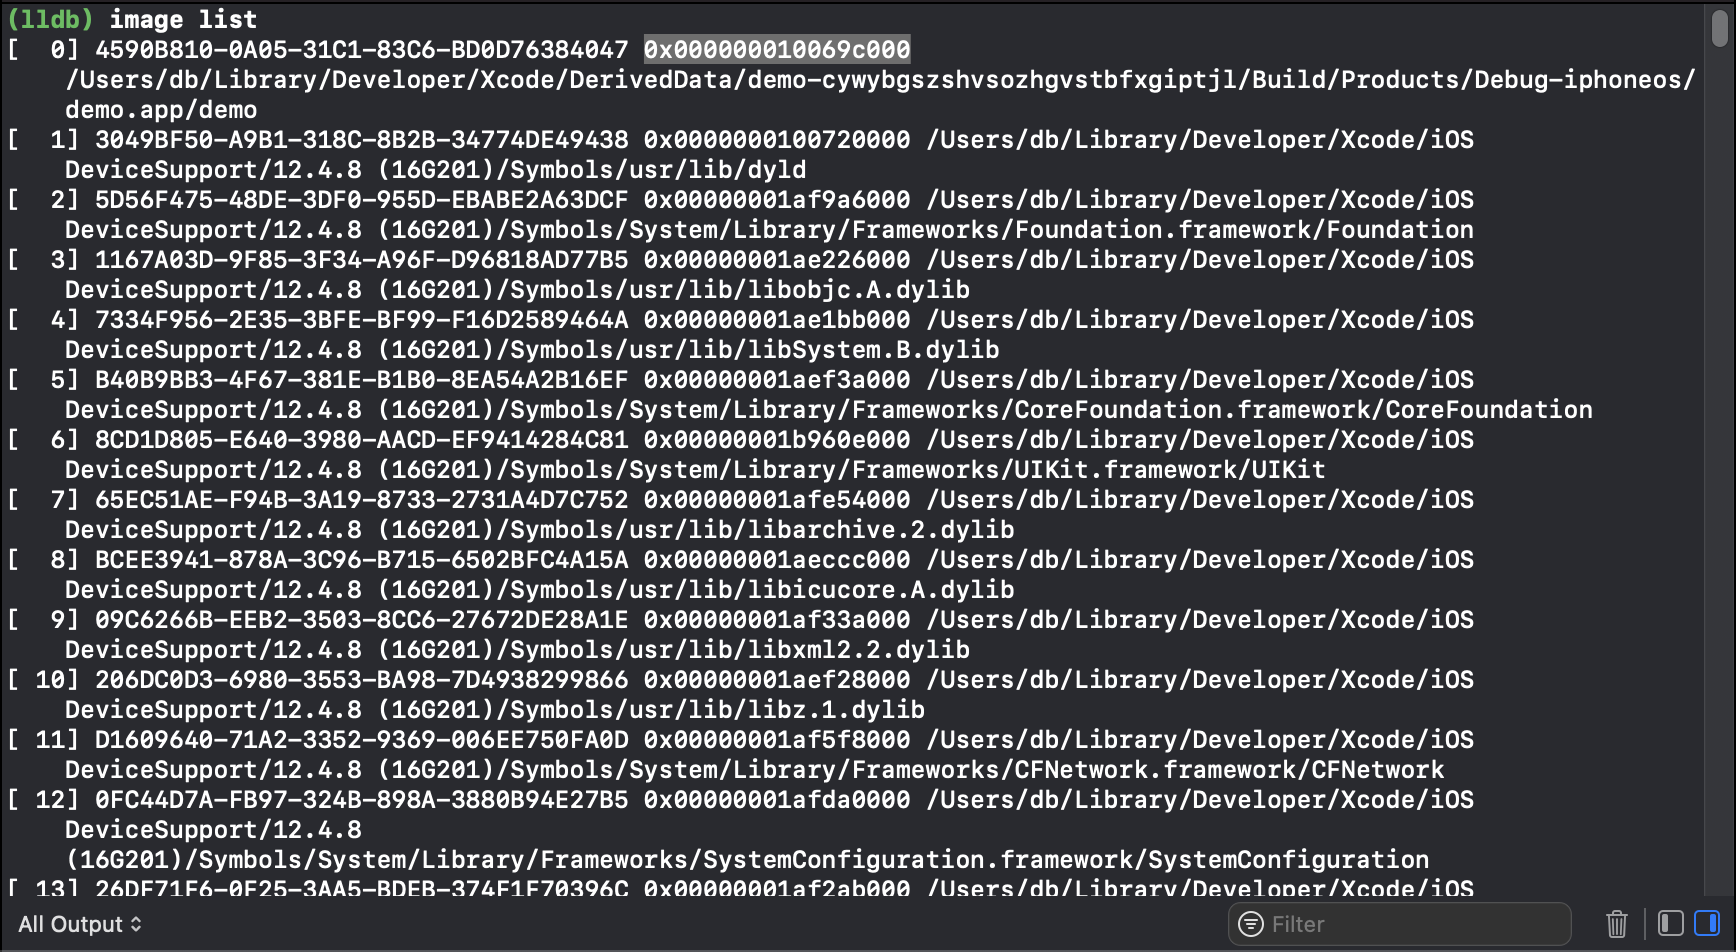 (lldb) image list
[  0] 4590B810-0A05-31C1-83C6-BD0D76384047 0x000000010069c000
/Users/db/Library/Developer/Xcode/DerivedData/demo-cywybgszshvsozhgvstbfxgiptjl/Build/Products/Debug-iphoneos/
demo.app/demo
[  1] 3049BF50-A9B1-318C-8B2B-34774DE49438 0x0000000100720000 /Users/db/Library/Developer/Xcode/iOS
DeviceSupport/12.4.8 (16G201)/Symbols/usr/lib/dyld
[  2] 5D56F475-48DE-3DF0-955D-EBABE2A63DCF 0x00000001af9a6000 /Users/db/Library/Developer/Xcode/iOS
DeviceSupport/12.4.8 (16G201)/Symbols/System/Library/Frameworks/Foundation.framework/Foundation
[  3] 1167A03D-9F85-3F34-A96F-D96818AD77B5 0x00000001ae226000 /Users/db/Library/Developer/Xcode/iOS
DeviceSupport/12.4.8 (16G201)/Symbols/usr/lib/libobjc.A.dylib
[  4] 7334F956-2E35-3BFE-BF99-F16D2589464A 0x00000001ae1bb000 /Users/db/Library/Developer/Xcode/iOS
DeviceSupport/12.4.8 (16G201)/Symbols/usr/lib/libSystem.B.dylib
[  5] B40B9BB3-4F67-381E-B1B0-8EA54A2B16EF 0x00000001aef3a000 /Users/db/Library/Developer/Xcode/iOS
DeviceSupport/12.4.8 (16G201)/Symbols/System/Library/Frameworks/CoreFoundation.framework/CoreFoundation
[  6] 8CD1D805-E640-3980-AACD-EF9414284C81 0x00000001b960e000 /Users/db/Library/Developer/Xcode/iOS
DeviceSupport/12.4.8 (16G201)/Symbols/System/Library/Frameworks/UIKit.framework/UIKit
[  7] 65EC51AE-F94B-3A19-8733-2731A4D7C752 0x00000001afe54000 /Users/db/Library/Developer/Xcode/iOS
DeviceSupport/12.4.8 (16G201)/Symbols/usr/lib/libarchive.2.dylib
[  8] BCEE3941-878A-3C96-B715-6502BFC4A15A 0x00000001aeccc000 /Users/db/Library/Developer/Xcode/iOS
DeviceSupport/12.4.8 (16G201)/Symbols/usr/lib/libicucore.A.dylib
[  9] 09C6266B-EEB2-3503-8CC6-27672DE28A1E 0x00000001af33a000 /Users/db/Library/Developer/Xcode/iOS
DeviceSupport/12.4.8 (16G201)/Symbols/usr/lib/libxml2.2.dylib
[ 10] 206DC0D3-6980-3553-BA98-7D4938299866 0x00000001aef28000 /Users/db/Library/Developer/Xcode/iOS
DeviceSupport/12.4.8 (16G201)/Symbols/usr/lib/libz.1.dylib
[ 11] D1609640-71A2-3352-9369-006EE750FA0D 0x00000001af5f8000 /Users/db/Library/Developer/Xcode/iOS
DeviceSupport/12.4.8 (16G201)/Symbols/System/Library/Frameworks/CFNetwork.framework/CFNetwork
[ 12] 0FC44D7A-FB97-324B-898A-3880B94E27B5 0x00000001afda0000 /Users/db/Library/Developer/Xcode/iOS
DeviceSupport/12.4.8
(16G201)/Symbols/System/Library/Frameworks/SystemConfiguration.framework/SystemConfiguration
[ 13] 26DF71F6-0F25-3AA5-BDEB-374F1F70396C 0x00000001af2ab000 /Users/db/Library/Developer/Xcode/iOS
All Output
Filter